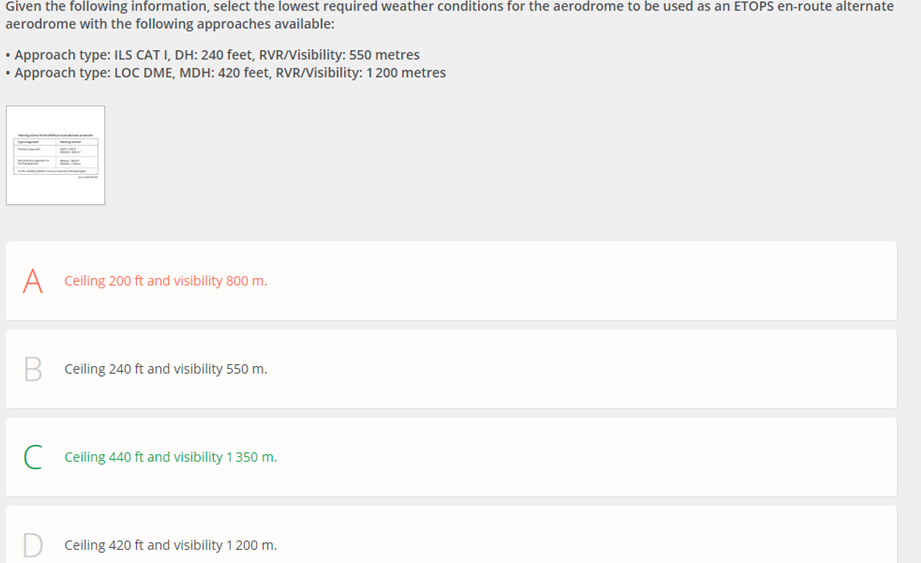 Given the following information, select the lowest required weather conditions for the aerodrome to be used as an ETOPS en-route alternate
aerodrome with the following approaches available:
• Approach type: ILS CAT I, DH: 240 feet, RVR/Visibility: 550 metres
• Approach type: LOC DME, MDH: 420 feet, RVR/Visibility: 1 200 metres
A
Ceiling 200 ft and visibility 800 m.
B
Ceiling 240 ft and visibility 550 m.
C
Ceiling 440 ft and visibility 1 350 m.
D
Ceiling 420 ft and visibility 1 200 m.